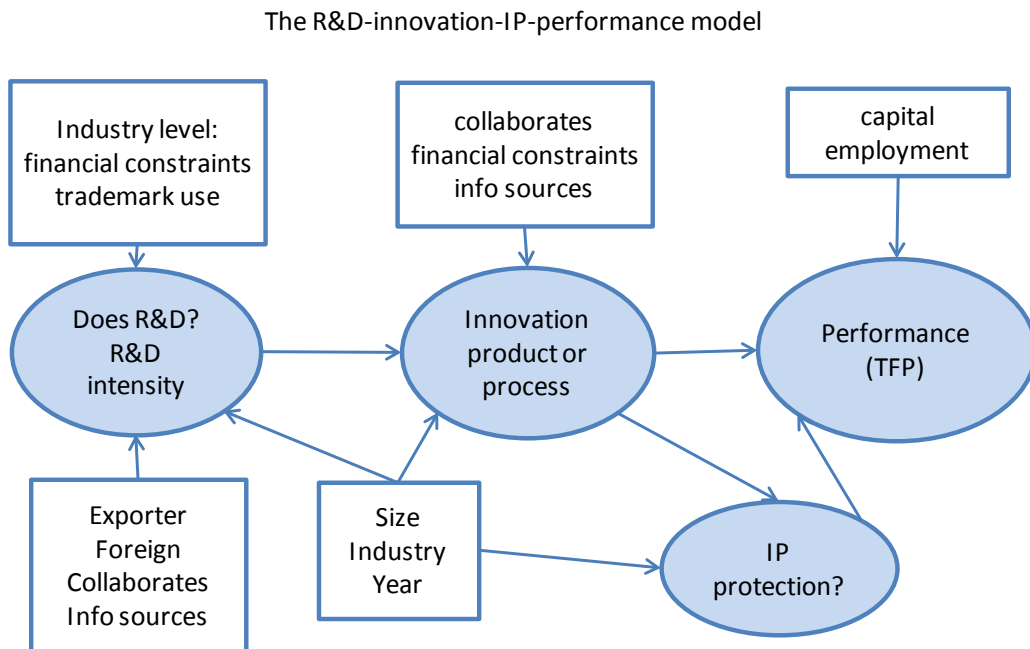 The R&D-innovation-IP-performance model
Industry level:
financial constraints
trademark use
collaborates
financial constraints
info sources
capital
employment
Does R&D?
R&D
intensity
Innovation
product or
process
Performance
(TFP)
Exporter
Foreign
Collaborates
Info sources
Size
Industry
Year
IP
protection?